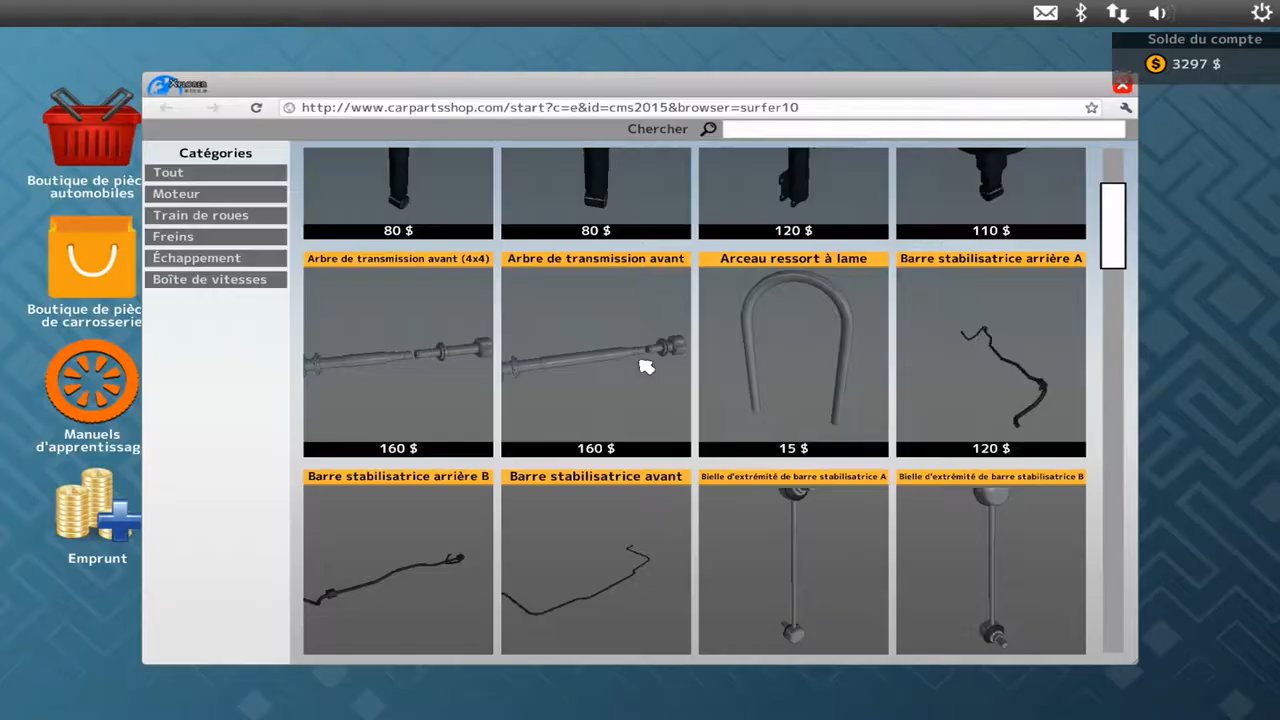 Solde du compte
$ 3297 $
XPLORER
http://www.carpartsshop.com/start?c=e&id=cms2015&browser=surfer10
Chercher
Boutique de pièc
automobiles
Boutique de pièc
de carrosserie
Manuels
d'apprentissag
Emprunt
Catégories
Tout
Moteur
Train de roues
Freins
Échappement
Boîte de vitesses
80 $
80 $
120 $
110 $
Arbre de transmission avant (4x4)
Arbre de transmission avant
Arceau ressort à lame
Barre stabilisatrice arrière A
160 $
160 $
15 $
120 $
Barre stabilisatrice arrière B
Barre stabilisatrice avant
Bielle d'extrémité de barre stabilisatrice A
Bielle d'extrémité de barre stabilisatrice B